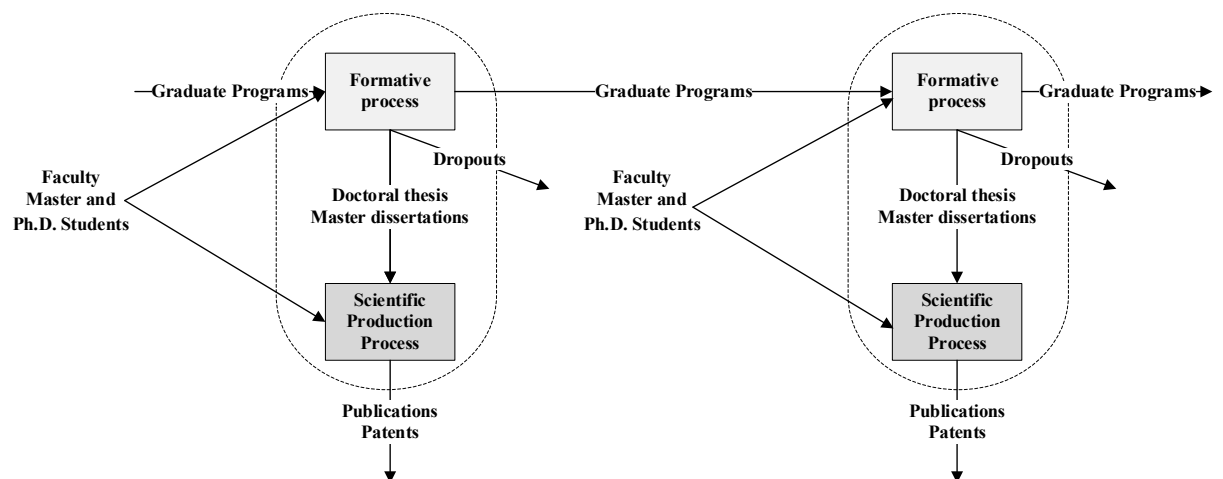 Graduate Programs
Formative
process
Graduate Programs
Formative
process
Graduate Programs
Dropouts
Dropouts
Faculty
Master and
Ph.D. Students
Doctoral thesis
Master dissertations
Faculty
Master and
Ph.D. Students
Doctoral thesis
Master dissertations
Scientific
Production
Process
Scientific
Production
Process
Publications
Patents
Publications
Patents